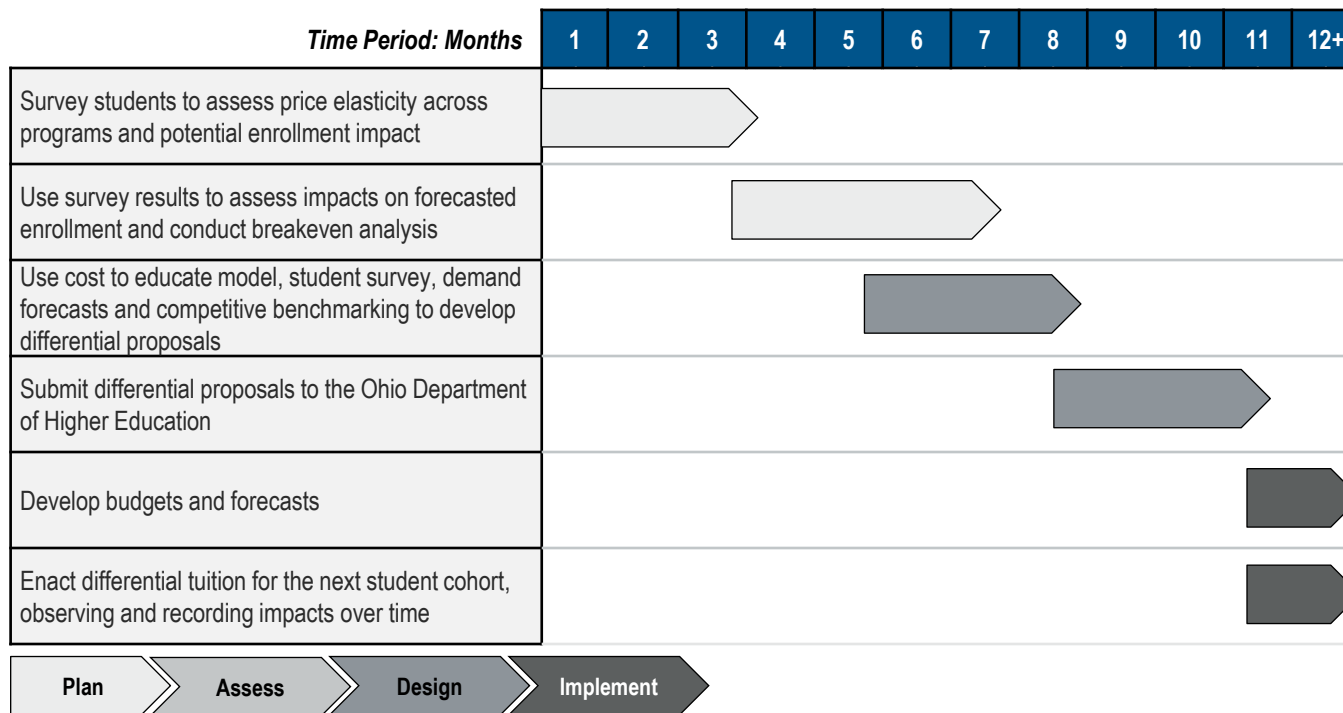 Time Period: Months 1 2 3 4 5 6 7 8 9 10 11 12+
Survey students to assess price elasticity across
programs and potential enrollment impact
Use survey results to assess impacts on forecasted
enrollment and conduct breakeven analysis
Use cost to educate model, student survey, demand
forecasts and competitive benchmarking to develop
differential proposals
Submit differential proposals to the Ohio Department
of Higher Education
Develop budgets and forecasts
Enact differential tuition for the next student cohort,
observing and recording impacts over time
Plan Assess Design Implement